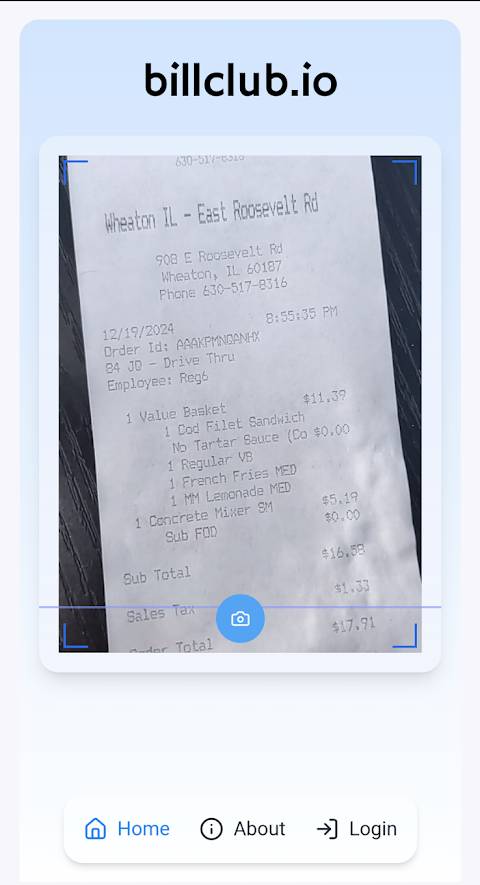 billclub.io
630-517-8316
Wheaton IL - East Roosevelt Rd
908 E Roosevelt Rd
Wheaton, IL 60187
Phone 630-517-8316
12/19/2024 8:55:35 PM
Order Id: AAAKPMNQANHX
84 JQ - Drive Thru
Employee: Reg6
1 Value Basket $11.39
1 Cod Filet Sandwich
No Tartar Sauce (Co $0.00
1 Regular VB
1 French Fries MED
1 MM Lemonade MED
1 Concrete Mixer SM $5.19
Sub FOD $0.00
Sub Total $16.58
Sales Tax $1.33
Order Total $17.91
Home About Login